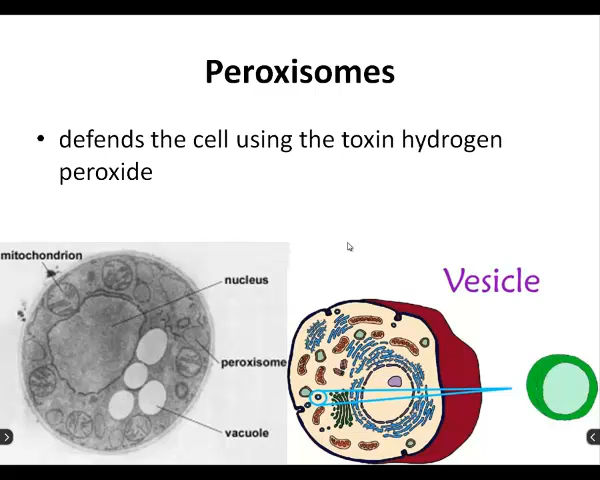 Peroxisomes
• defends the cell using the toxin hydrogen
peroxide
mitochondrion
nucleus
peroxisome
vacuole
Vesicle